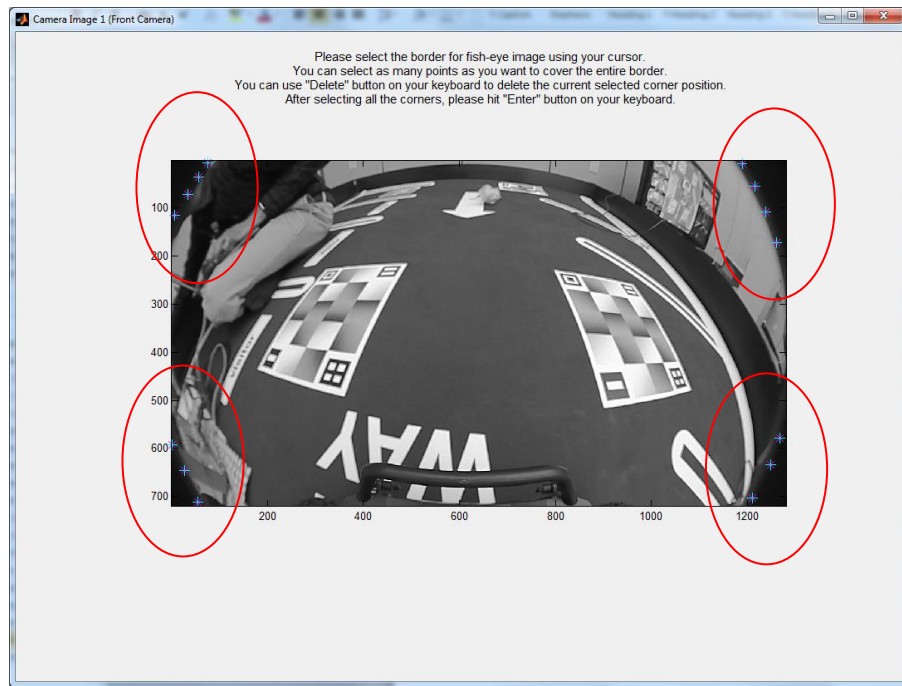 Camera Image 1 (Front Camera)
Please select the border for fish-eye image using your cursor.
You can select as many points as you want to cover the entire border.
You can use "Delete" button on your keyboard to delete the current selected corner position.
After selecting all the corners, please hit "Enter" button on your keyboard.
100
200
300
400
500
600
700
Visitor
WAY
200
400
600
800
1000
1200